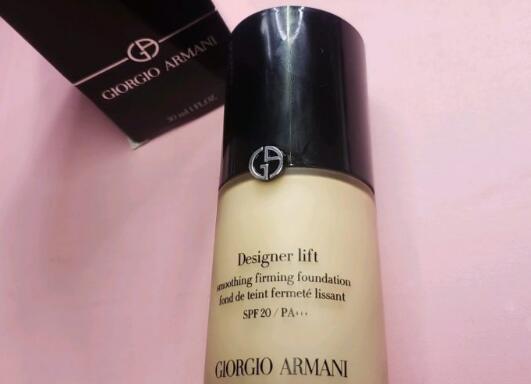 GIORGIO ARMANI
30 ml 1 FL.OZ.
Designer lift
smoothing firming foundation
fond de teint fermeté lissant
SPF 20 / PA+++
GIORGIO ARMANI